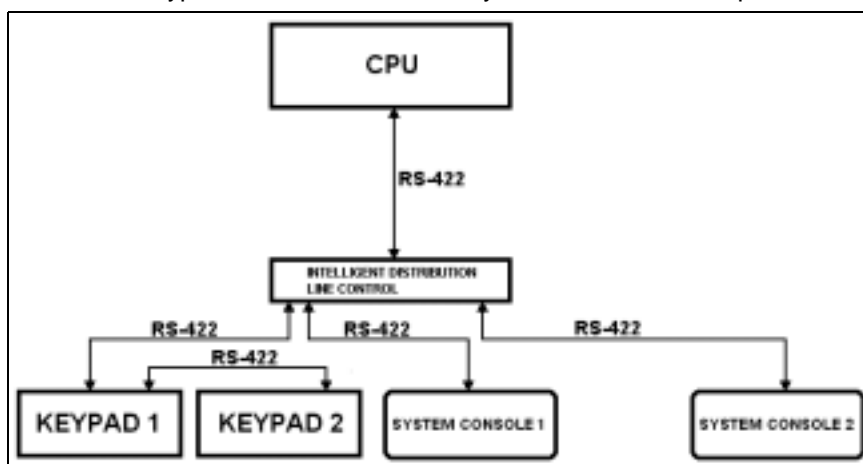 CPU
RS-422
INTELLIGENT DISTRIBUTION
LINE CONTROL
RS-422
RS-422
RS-422
RS-422
KEYPAD 1
KEYPAD 2
SYSTEM CONSOLE 1
SYSTEM CONSOLE 2